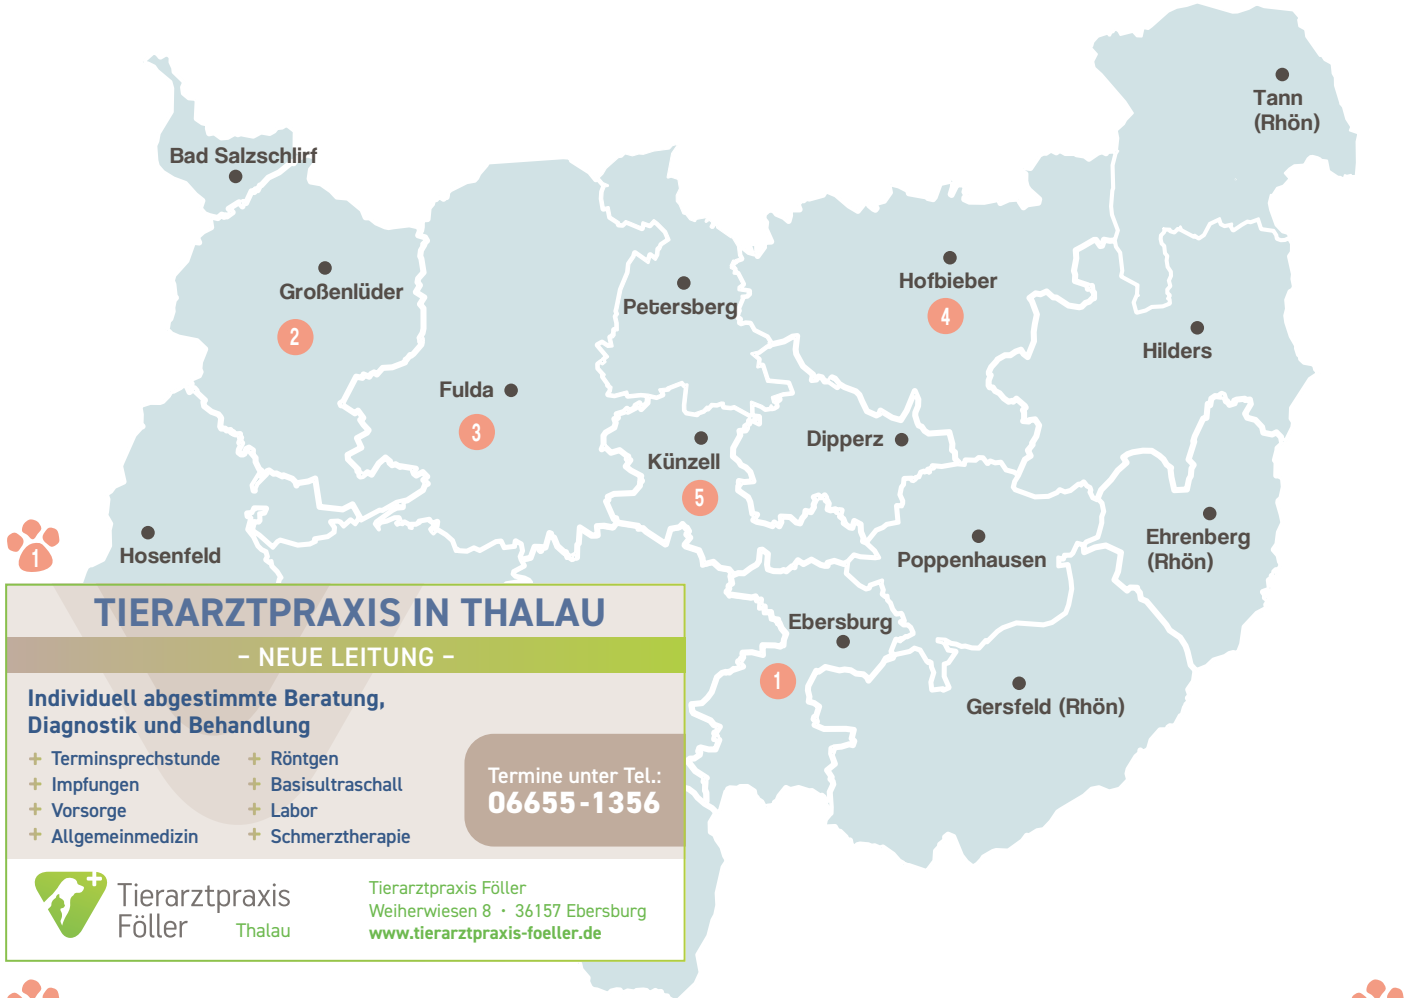 Tann
(Rhön)
Bad Salzschlirf
Großenlüder
2
Petersberg
Hofbieber
4
Hilders
Fulda
3
Künzell
5
Dipperz
Hosenfeld
1
Poppenhausen
Ehrenberg
(Rhön)
Ebersburg
1
Gersfeld (Rhön)
TIERARZTPRAXIS IN THALAU
– NEUE LEITUNG –
Individuell abgestimmte Beratung,
Diagnostik und Behandlung
+ Terminsprechstunde
+ Impfungen
+ Vorsorge
+ Allgemeinmedizin
+ Röntgen
+ Basisultraschall
+ Labor
+ Schmerztherapie
Termine unter Tel.:
06655-1356
Tierarztpraxis
Föller
Thalau
Tierarztpraxis Föller
Weiherwiesen 8 · 36157 Ebersburg
www.tierarztpraxis-foeller.de